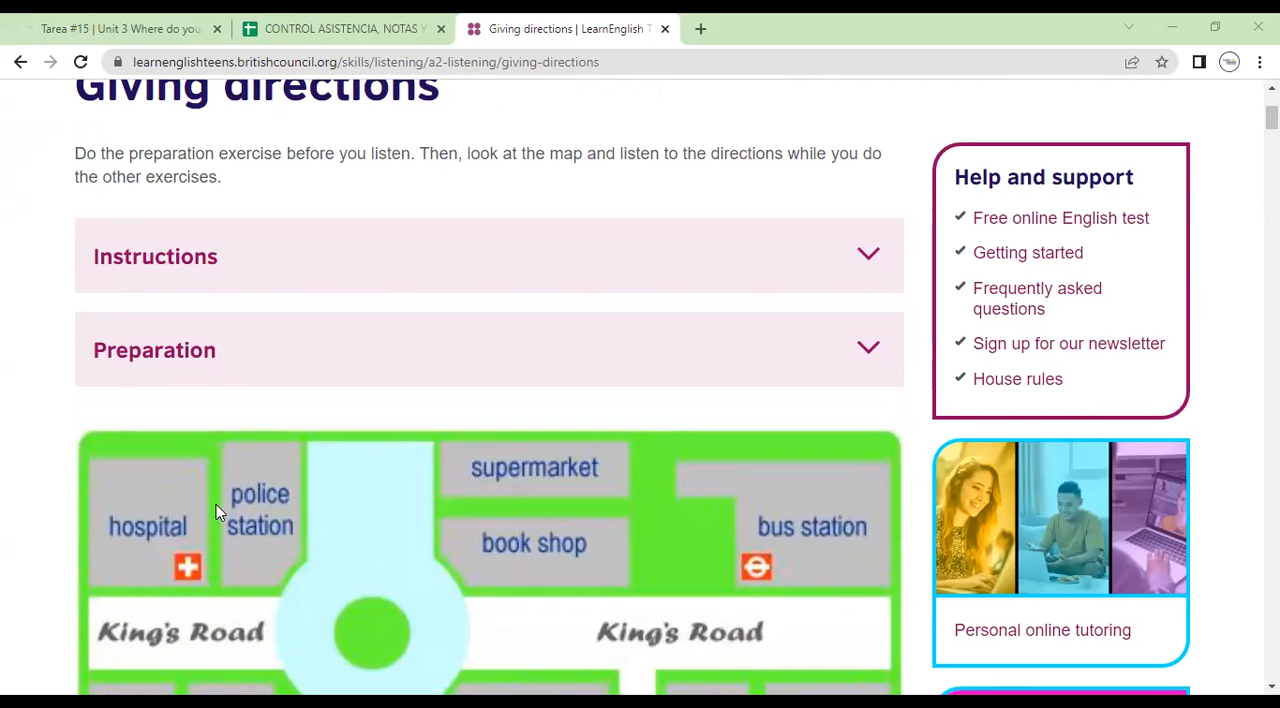 Tarea #15 | Unit 3 Where do you
CONTROL ASISTENCIA, NOTAS Y
Giving directions | LearnEnglish T
learnenglishteens.britishcouncil.org/skills/listening/a2-listening/giving-directions
Giving directions
Do the preparation exercise before you listen. Then, look at the map and listen to the directions while you do
the other exercises.
Instructions
Preparation
hospital
police
station
supermarket
book shop
bus station
King's Road
King's Road
Help and support
Free online English test
Getting started
Frequently asked
questions
Sign up for our newsletter
House rules
Personal online tutoring